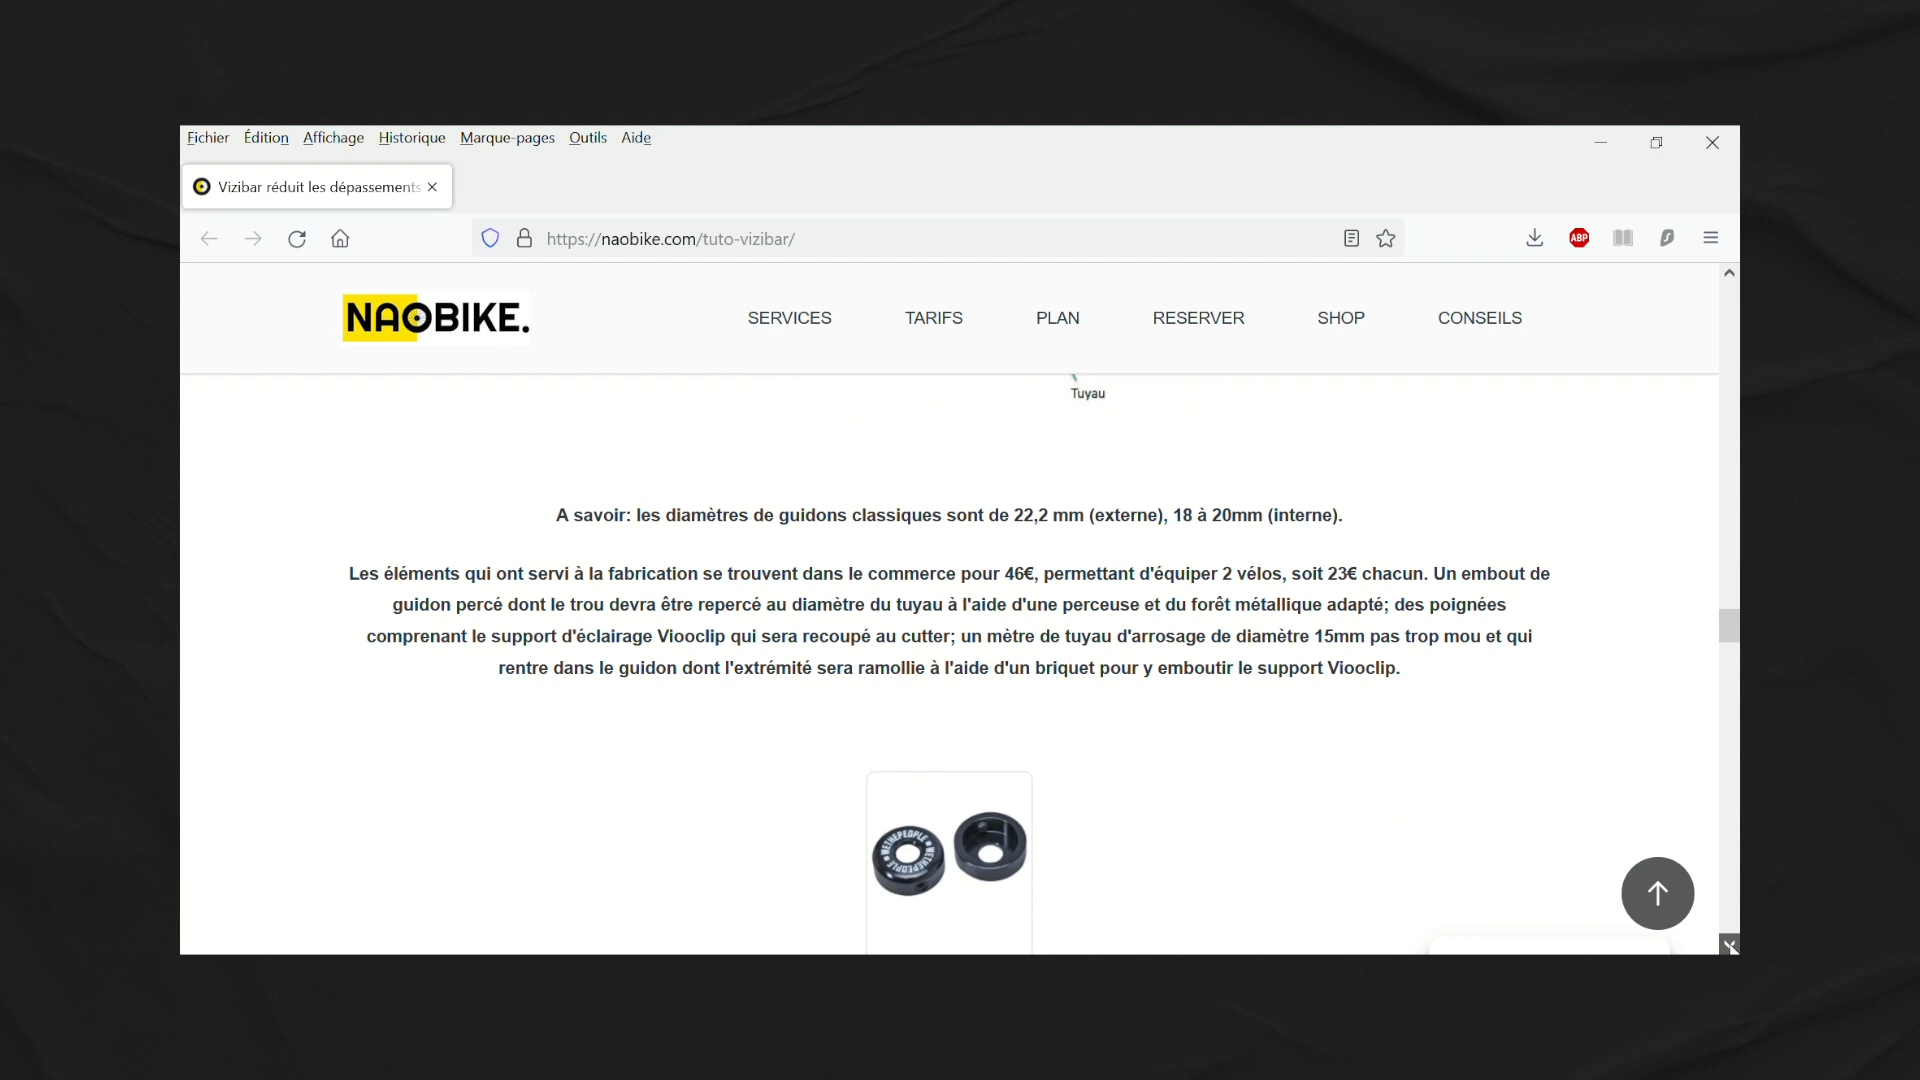 Fichier Édition Affichage Historique Marque-pages Outils Aide
Vizibar réduit les dépassements
https://naobike.com/tuto-vizibar/
ABP
NAOBIKE.
SERVICES TARIFS PLAN RESERVER SHOP CONSEILS
Tuyau
A savoir: les diamètres de guidons classiques sont de 22,2 mm (externe), 18 à 20mm (interne).
Les éléments qui ont servi à la fabrication se trouvent dans le commerce pour 46€, permettant d'équiper 2 vélos, soit 23€ chacun. Un embout de
guidon percé dont le trou devra être repercé au diamètre du tuyau à l'aide d'une perceuse et du forêt métallique adapté; des poignées
comprenant le support d'éclairage Viooclip qui sera recoupé au cutter; un mètre de tuyau d'arrosage de diamètre 15mm pas trop mou et qui
rentre dans le guidon dont l'extrémité sera ramollie à l'aide d'un briquet pour y emboutir le support Viooclip.
WETHEPEOPLE WETHEPEOPLE